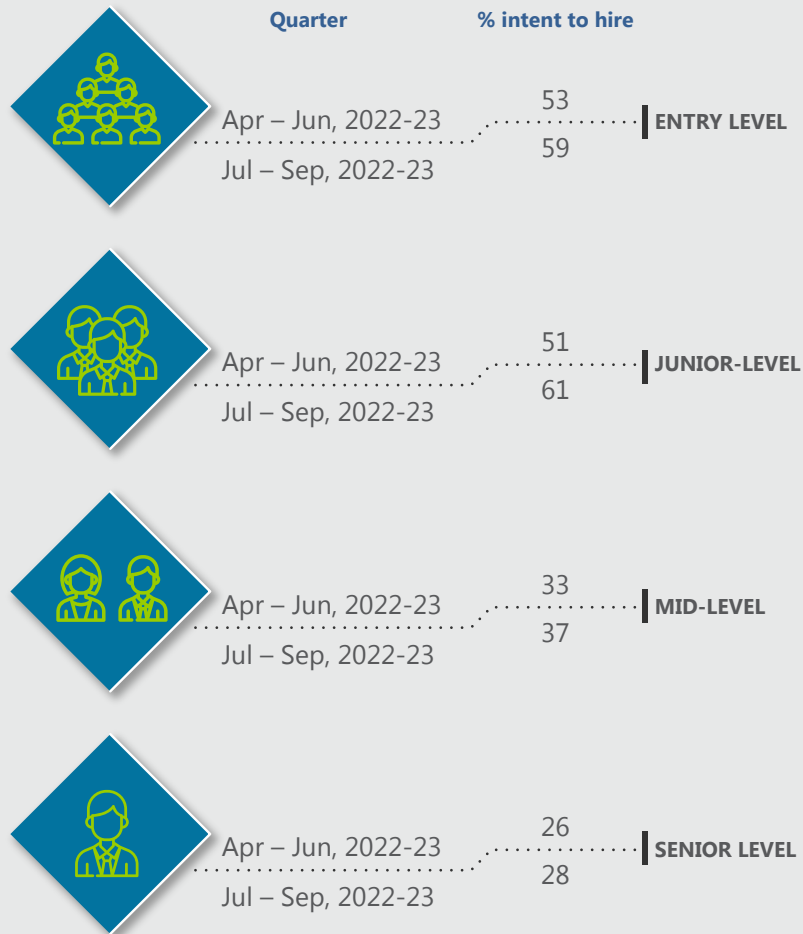 Quarter % intent to hire
Apr – Jun, 2022-23 53
ENTRY LEVEL
Jul – Sep, 2022-23 59
Apr – Jun, 2022-23 51
JUNIOR-LEVEL
Jul – Sep, 2022-23 61
Apr – Jun, 2022-23 33
MID-LEVEL
Jul – Sep, 2022-23 37
Apr – Jun, 2022-23 26
SENIOR LEVEL
Jul – Sep, 2022-23 28